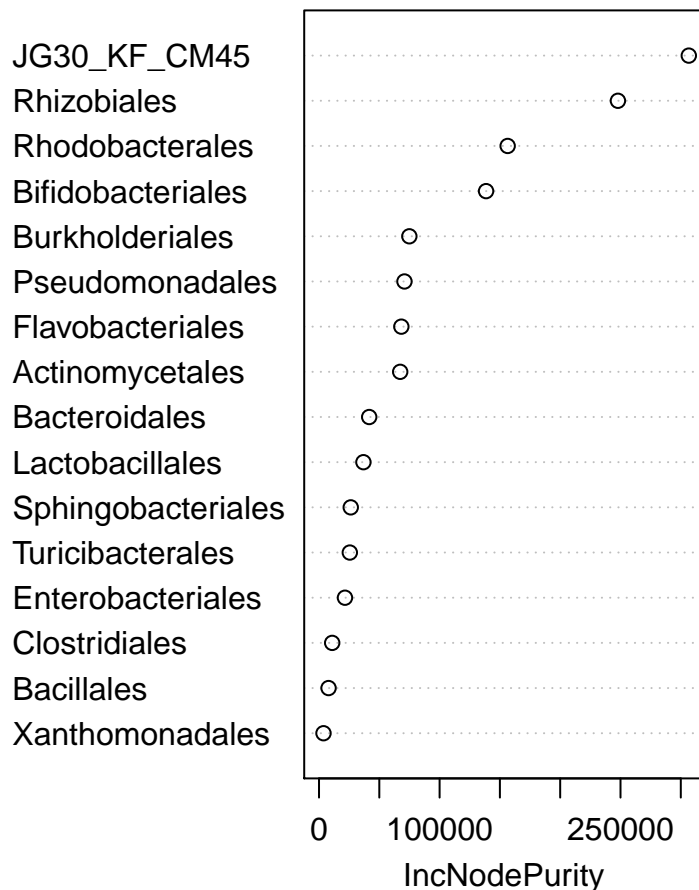 JG30_KF_CM45
Rhizobiales
Rhodobacterales
Bifidobacteriales
Burkholderiales
Pseudomonadales
Flavobacteriales
Actinomycetales
Bacteroidales
Lactobacillales
Sphingobacteriales
Turicibacterales
Enterobacteriales
Clostridiales
Bacillales
Xanthomonadales
0 100000 250000
IncNodePurity